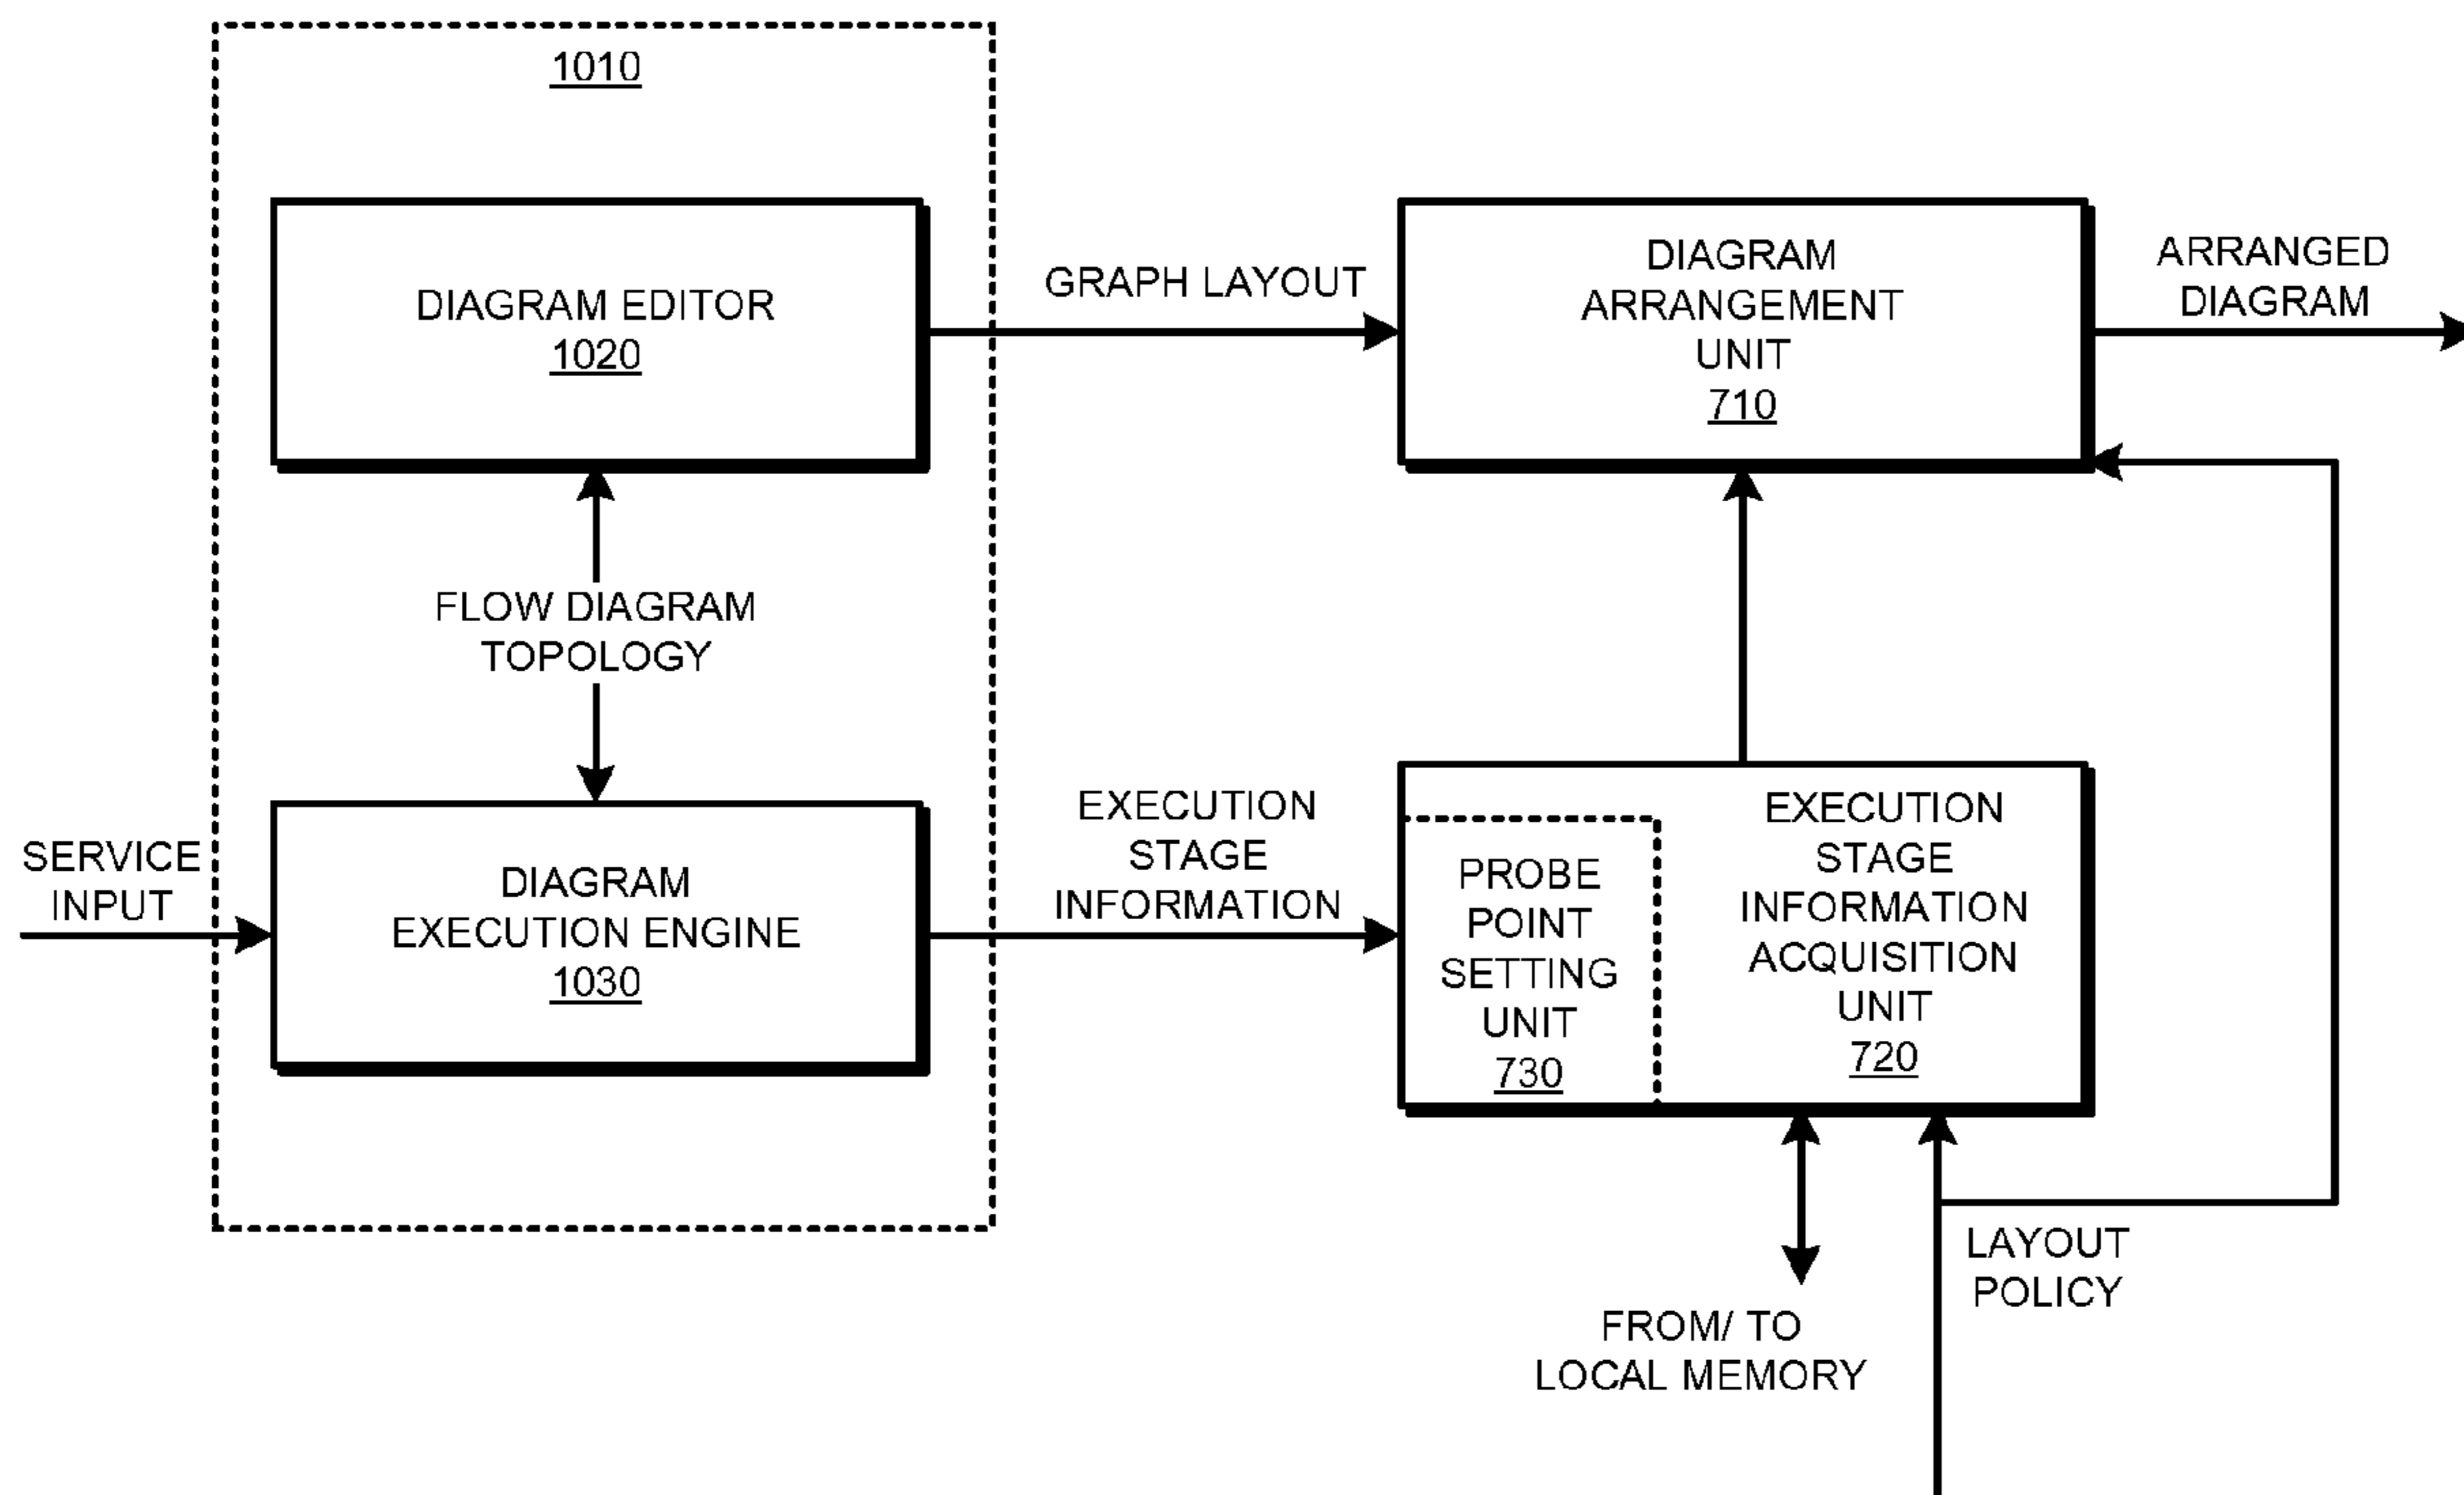 1010
DIAGRAM EDITOR
1020
GRAPH LAYOUT
DIAGRAM
ARRANGEMENT
UNIT
710
ARRANGED
DIAGRAM
FLOW DIAGRAM
TOPOLOGY
SERVICE
INPUT
DIAGRAM
EXECUTION ENGINE
1030
EXECUTION
STAGE
INFORMATION
PROBE
POINT
SETTING
UNIT
730
EXECUTION
STAGE
INFORMATION
ACQUISITION
UNIT
720
LAYOUT
POLICY
FROM/ TO
LOCAL MEMORY